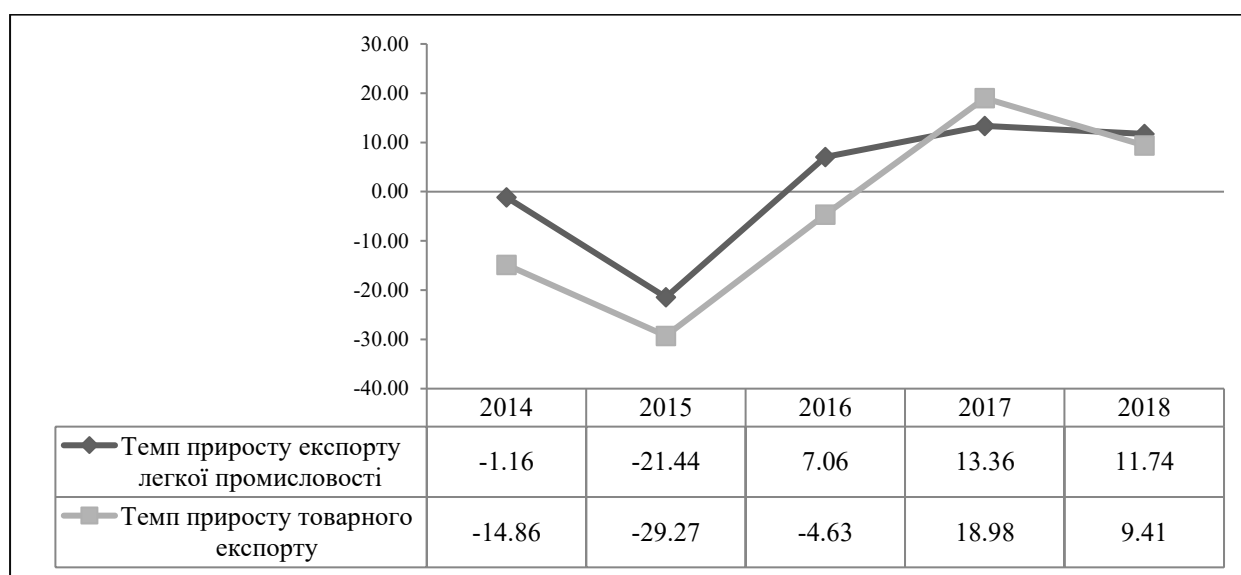 30.00
20.00
10.00
0.00
-10.00
-20.00
-30.00
-40.00
2014 2015 2016 2017 2018
Темп приросту експорту
легкої промисловості
-1.16 -21.44 7.06 13.36 11.74
Темп приросту товарного
експорту
-14.86 -29.27 -4.63 18.98 9.41